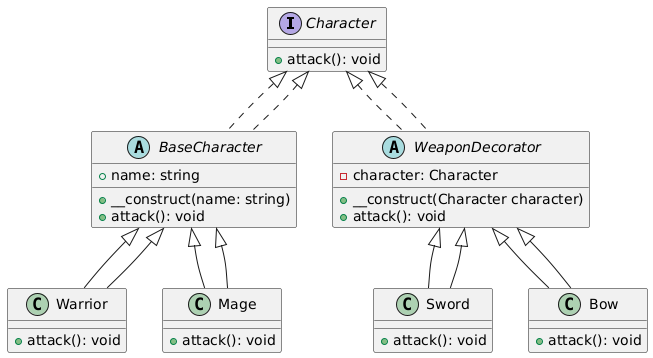 I Character
attack(): void
A BaseCharacter
name: string
__construct(name: string)
attack(): void
A WeaponDecorator
character: Character
__construct(Character character)
attack(): void
C Warrior
attack(): void
C Mage
attack(): void
C Sword
attack(): void
C Bow
attack(): void